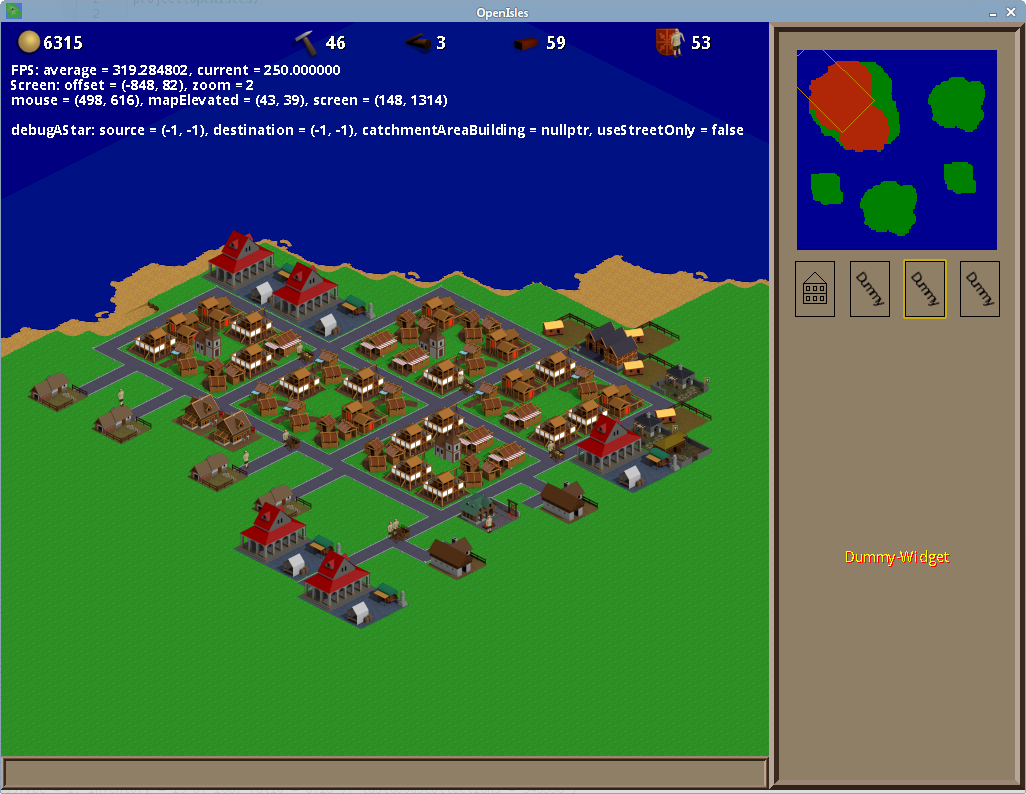 OpenIsles
6315
46
3
59
53
FPS: average = 319.284802, current = 250.000000
Screen: offset = (-848, 82), zoom = 2
mouse = (498, 616), mapElevated = (43, 39), screen = (148, 1314)
debugAStar: source = (-1, -1), destination = (-1, -1), catchmentAreaBuilding = nullptr, useStreetOnly = false
Dummy
Dummy
Dummy
Dummy-Widget